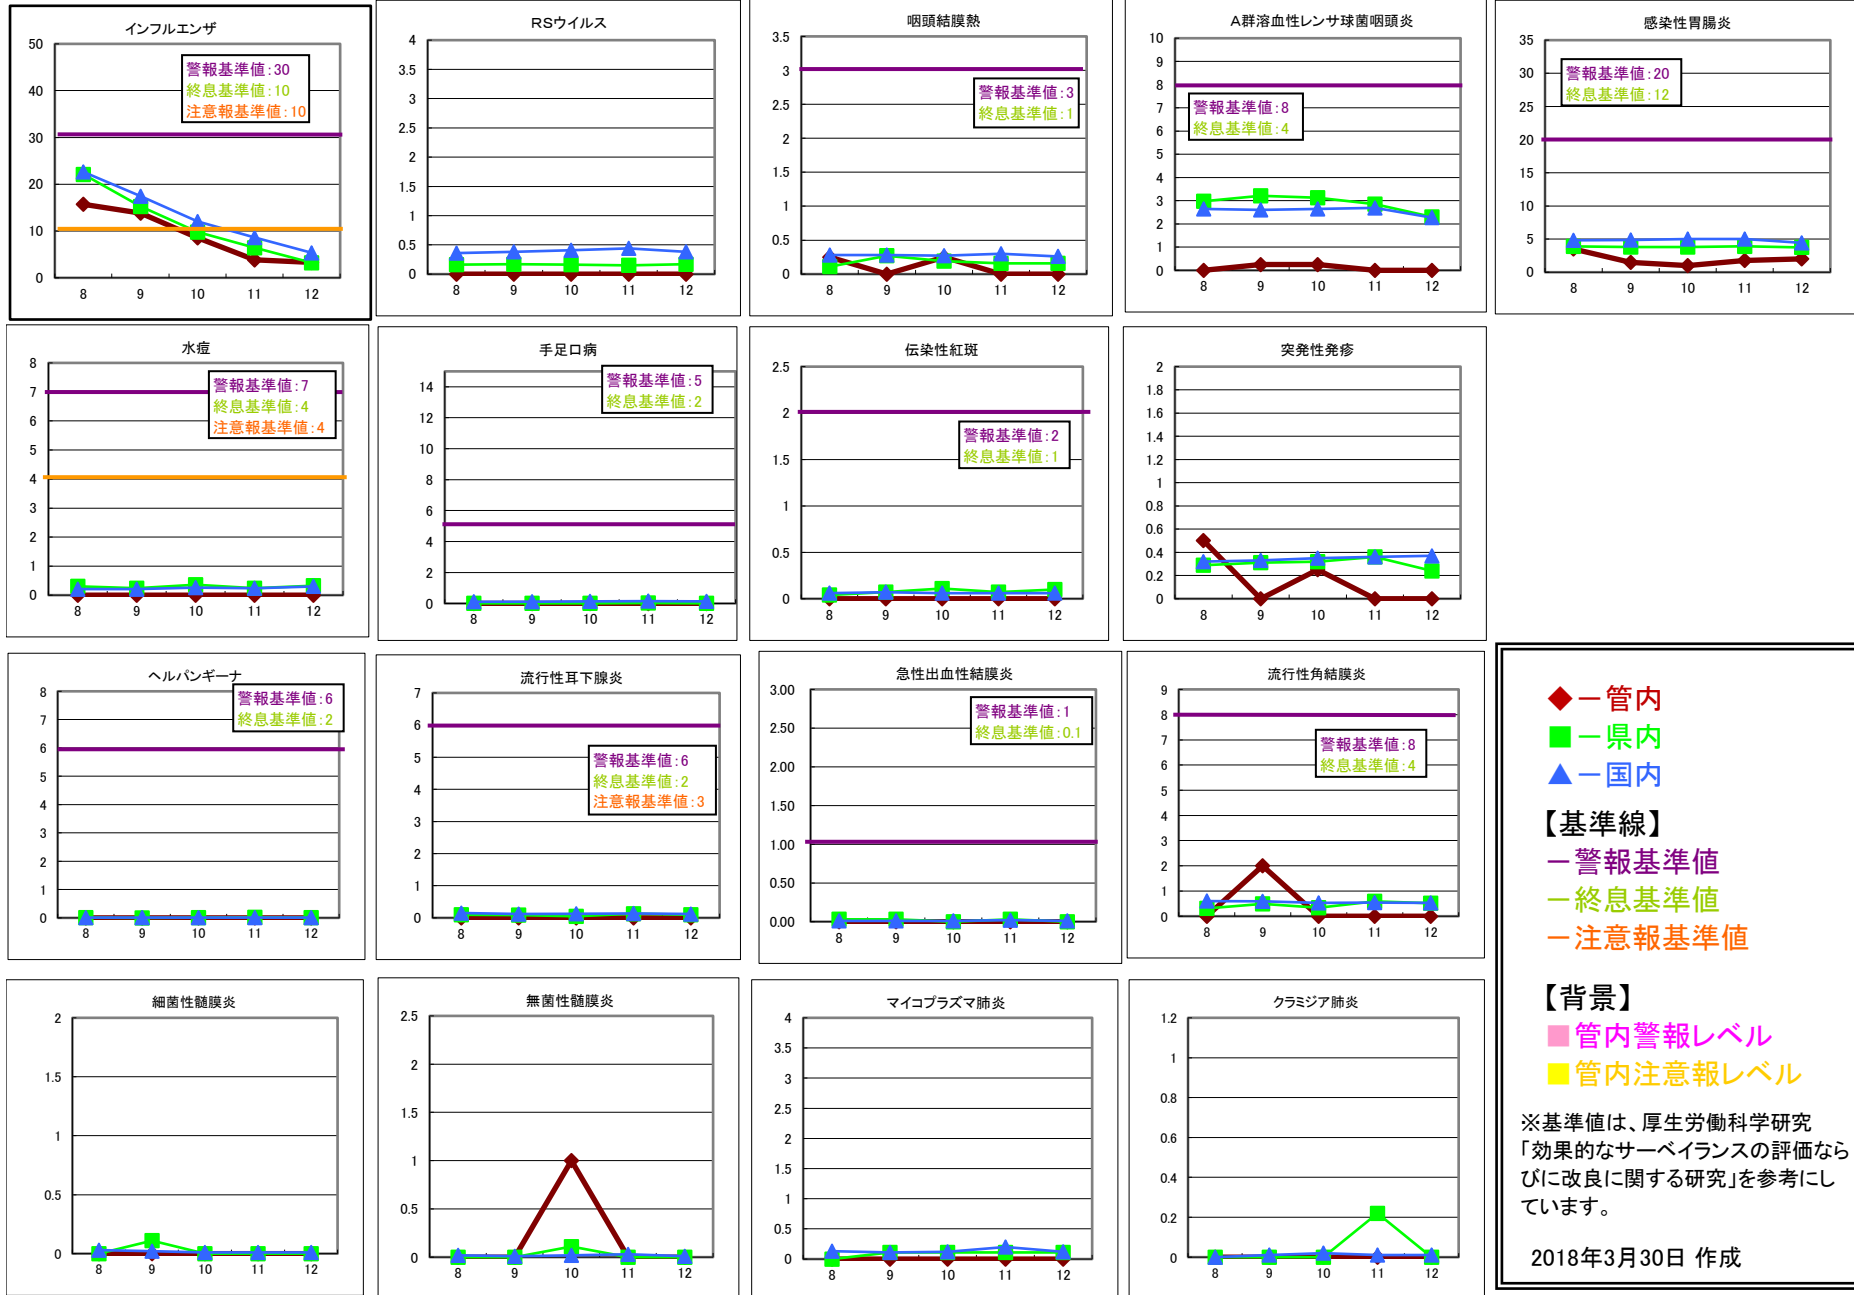 インフルエンザ
50
40
30
20
10
0
8 9 10 11 12
警報基準値:30
終息基準値:10
注意報基準値:10
RSウイルス
4
3.5
3
2.5
2
1.5
1
0.5
0
8 9 10 11 12
咽頭結膜熱
3.5
3
2.5
2
1.5
1
0.5
0
8 9 10 11 12
警報基準値:3
終息基準値:1
A群溶血性レンサ球菌咽頭炎
10
9
8
7
6
5
4
3
2
1
0
8 9 10 11 12
警報基準値:8
終息基準値:4
感染性胃腸炎
35
30
25
20
15
10
5
0
8 9 10 11 12
警報基準値:20
終息基準値:12
水痘
8
7
6
5
4
3
2
1
0
8 9 10 11 12
警報基準値:7
終息基準値:4
注意報基準値:4
手足口病
14
12
10
8
6
4
2
0
8 9 10 11 12
警報基準値:5
終息基準値:2
伝染性紅斑
2.5
2
1.5
1
0.5
0
8 9 10 11 12
警報基準値:2
終息基準値:1
突発性発疹
2
1.8
1.6
1.4
1.2
1
0.8
0.6
0.4
0.2
0
8 9 10 11 12
ヘルパンギーナ
8
7
6
5
4
3
2
1
0
8 9 10 11 12
警報基準値:6
終息基準値:2
流行性耳下腺炎
7
6
5
4
3
2
1
0
8 9 10 11 12
警報基準値:6
終息基準値:2
注意報基準値:3
急性出血性結膜炎
3.00
2.50
2.00
1.50
1.00
0.50
0.00
8 9 10 11 12
警報基準値:1
終息基準値:0.1
流行性角結膜炎
9
8
7
6
5
4
3
2
1
0
8 9 10 11 12
警報基準値:8
終息基準値:4
細菌性髄膜炎
2
1.5
1
0.5
0
8 9 10 11 12
無菌性髄膜炎
2.5
2
1.5
1
0.5
0
8 9 10 11 12
マイコプラズマ肺炎
4
3.5
3
2.5
2
1.5
1
0.5
0
8 9 10 11 12
クラミジア肺炎
1.2
1
0.8
0.6
0.4
0.2
0
8 9 10 11 12
◆－管内
■－県内
▲－国内
【基準線】
－警報基準値
－終息基準値
－注意報基準値
【背景】
■管内警報レベル
■管内注意報レベル
※基準値は、厚生労働科学研究
「効果的なサーベイランスの評価なら
びに改良に関する研究」を参考にし
ています。
2018年3月30日 作成